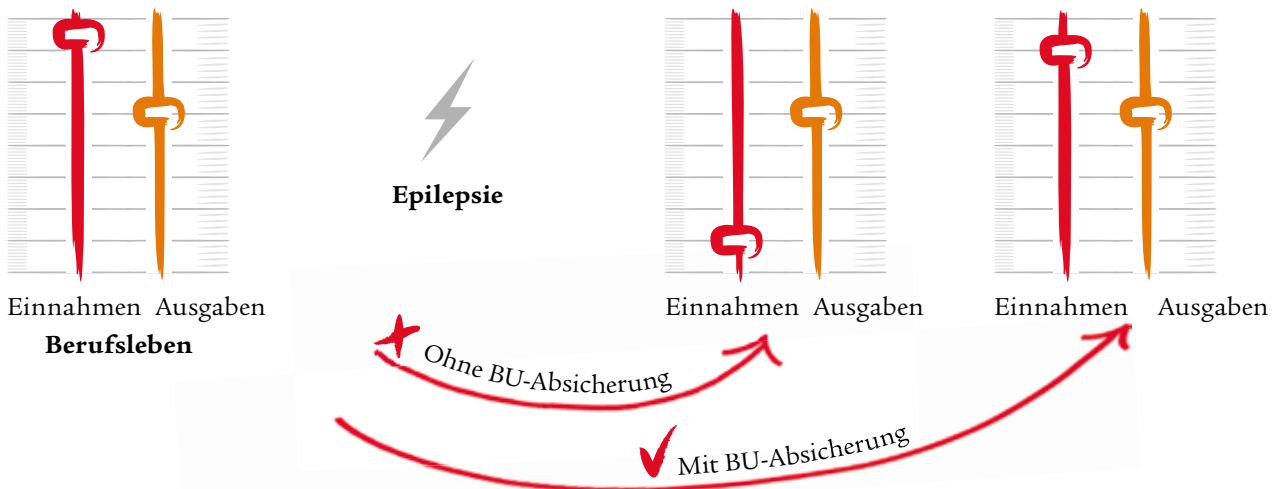 Epilepsie
Einnahmen Ausgaben
Berufsleben
Einnahmen Ausgaben
Einnahmen Ausgaben
Ohne BU-Absicherung
Mit BU-Absicherung